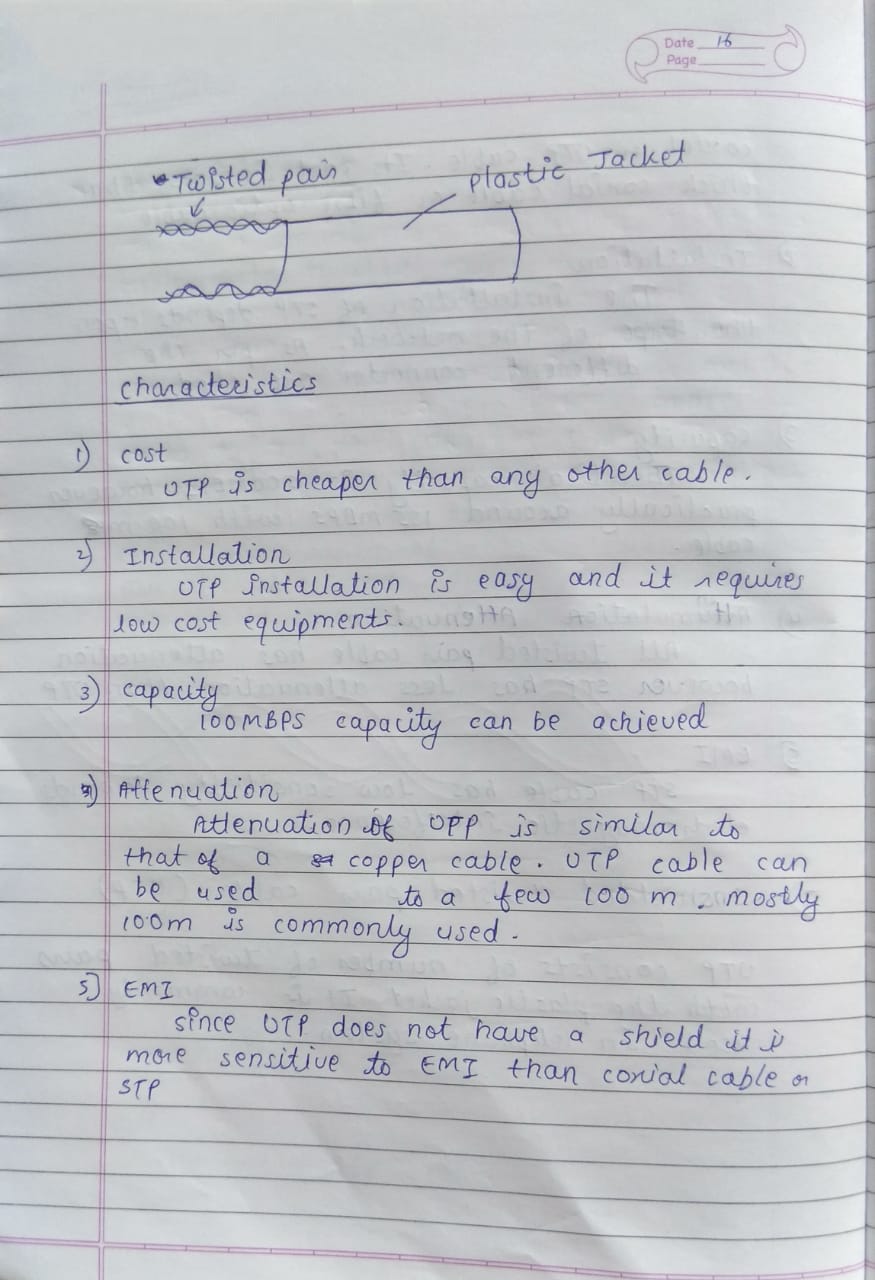 Date 16
Page
Twisted pair
Plastic Jacket
characteristics
1) cost
UTP is cheaper than any other cable.
2) Installation
UTP installation is easy and it requires
low cost equipments.
3) capacity
100MBPS capacity can be achieved
4) Attenuation
Attenuation of UPP is similar to
that of a copper cable. UTP cable can
be used to a few 100 m. mostly
100m is commonly used.
5) EMI
since UTP does not have a shield it is
more sensitive to EMI than coxial cable or
STP